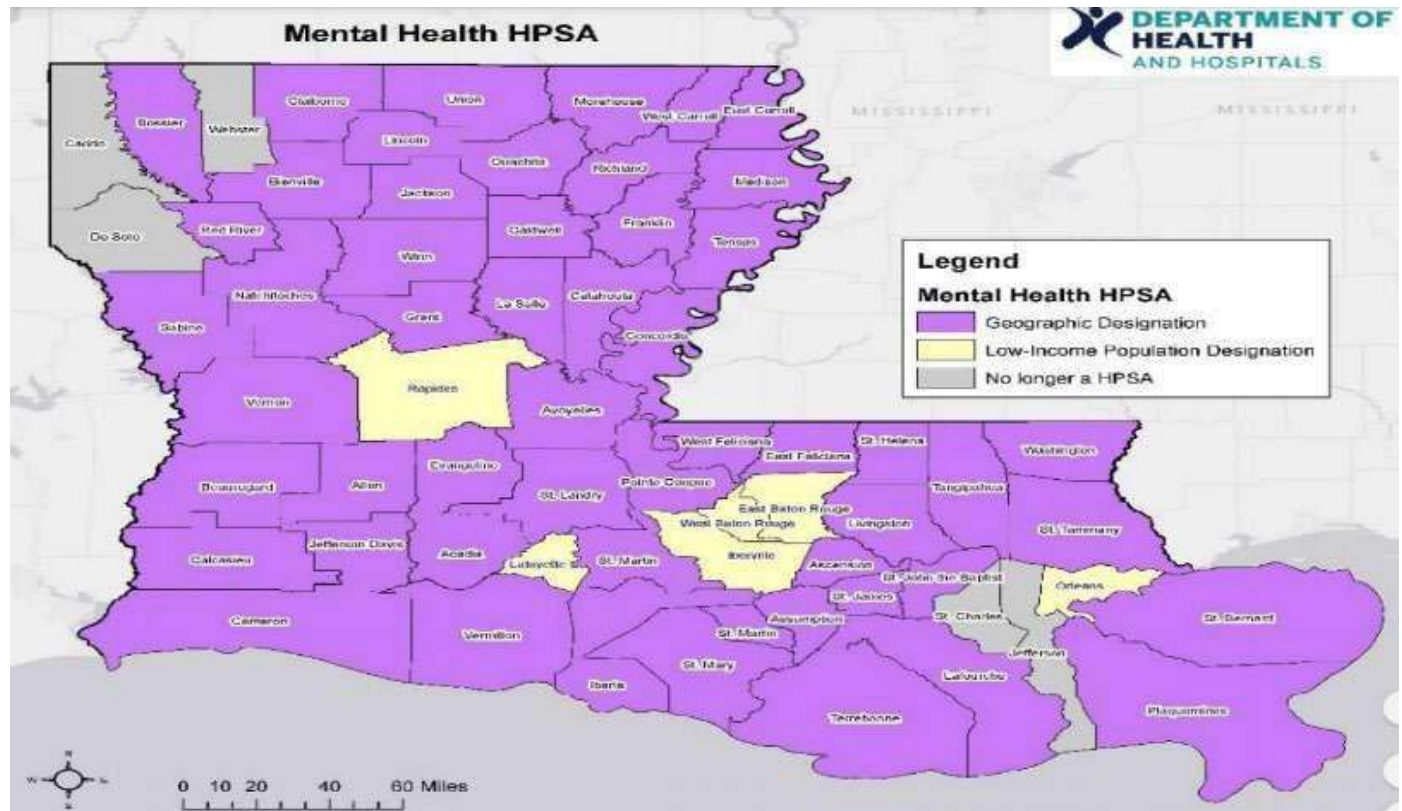 Mental Health HPSA
DEPARTMENT OF
HEALTH
AND HOSPITALS
MISSISSIPPI
MISSISSIPPI
Claiborne
Union
Morehouse
West Carroll
East Carroll
Bossier
Webster
Caddo
Lincoln
Ouachita
Richland
Madison
Bienville
Jackson
De Soto
Red River
Caldwell
Franklin
Tensas
Winn
Natchitoches
La Salle
Catahoula
Sabine
Grant
Concordia
Rapides
Vernon
Avoyelles
Legend
Mental Health HPSA
Geographic Designation
Low-Income Population Designation
No longer a HPSA
West Feliciana
East Feliciana
St. Helena
Washington
Evangeline
Beauregard
Allen
St. Landry
Pointe Coupee
Tangipahoa
East Baton Rouge
West Baton Rouge
Livingston
St. Tammany
Calcasieu
Jefferson Davis
Acadia
Lafayette
St. Martin
Iberville
Ascension
St. John the Baptist
Orleans
St. James
Cameron
Vermilion
Assumption
St. Charles
St. Bernard
St. Martin
St. Mary
Jefferson
Iberia
Lafourche
Terrebonne
Plaquemines
N
W
E
S
0 10 20 40 60 Miles